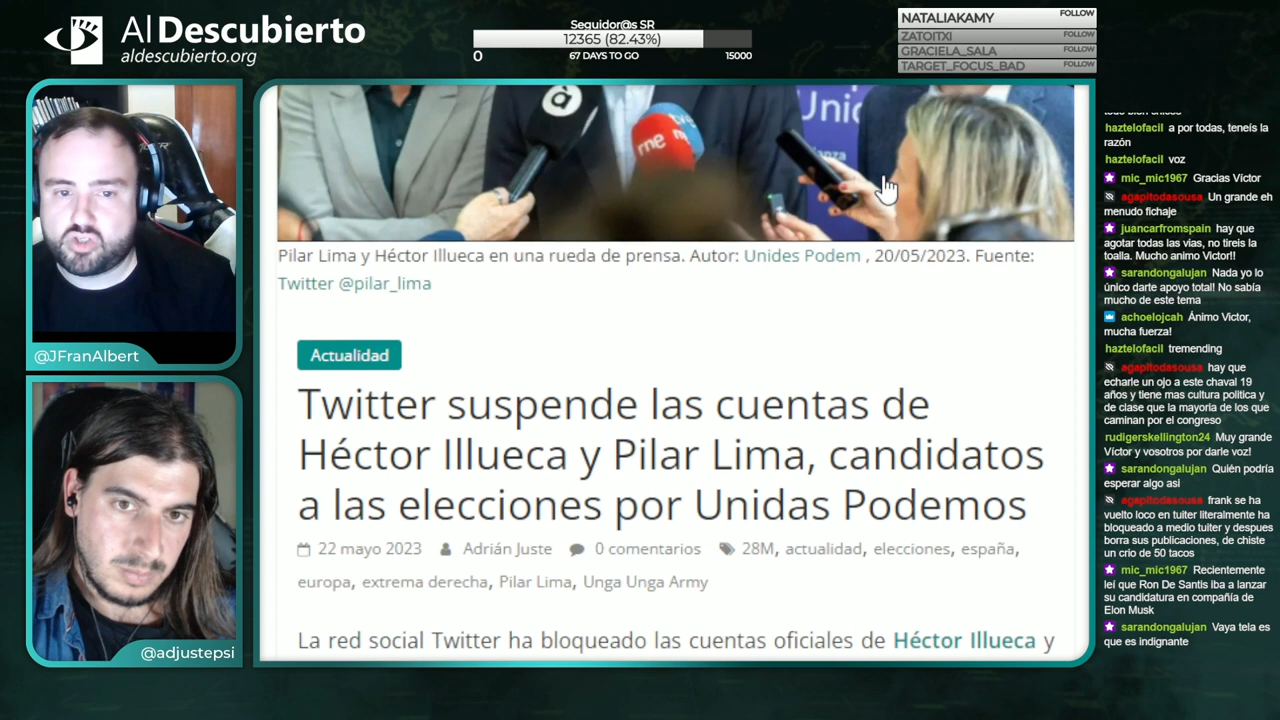 Al Descubierto
aldescubierto.org
Seguidor@s SR
12365 (82.43%)
0
67 DAYS TO GO
15000
NATALIAKAMY FOLLOW
ZATOITXI FOLLOW
GRACIELA_SALA FOLLOW
TARGET_FOCUS_BAD FOLLOW
@JFranAlbert
@adjustepsi
à
rne
tve
Unid
Pilar Lima y Héctor Illueca en una rueda de prensa. Autor: Unides Podem , 20/05/2023. Fuente:
Twitter @pilar_lima
Actualidad
Twitter suspende las cuentas de
Héctor Illueca y Pilar Lima, candidatos
a las elecciones por Unidas Podemos
22 mayo 2023 Adrián Juste 0 comentarios 28M, actualidad, elecciones, españa,
europa, extrema derecha, Pilar Lima, Unga Unga Army
La red social Twitter ha bloqueado las cuentas oficiales de Héctor Illueca y
haztelofacil a por todas, teneís la
razón
haztelofacil voz
mic_mic1967 Gracias Víctor
agapitodasousa Un grande eh
menudo fichaje
juancarfromspain hay que
agotar todas las vias, no tireis la
toalla. Mucho animo Victor!!
sarandongalujan Nada yo lo
único darte apoyo total! No sabía
mucho de este tema
achoelojcah Ánimo Victor,
mucha fuerza!
haztelofacil tremending
agapitodasousa hay que
echarle un ojo a este chaval 19
años y tiene mas cultura politica y
de clase que la mayoria de los que
caminan por el congreso
rudigerskellington24 Muy grande
Víctor y vosotros por darle voz!
sarandongalujan Quién podría
esperar algo asi
agapitodasousa frank se ha
vuelto loco en tuiter literalmente ha
bloqueado a medio tuiter y despues
borra sus publicaciones, de chiste
un crio de 50 tacos
mic_mic1967 Recientemente
leí que Ron De Santis iba a lanzar
su candidatura en compañía de
Elon Musk
sarandongalujan Vaya tela es
que es indignante